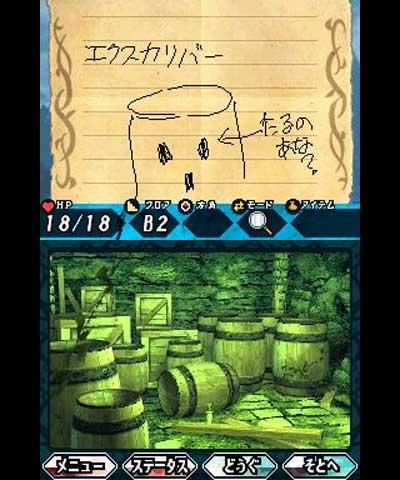 エクスカリバー
たるの
あな?
HP フロア 方角 モード アイテム
18/18 B2
メニュー ステータス どうぐ そとへ